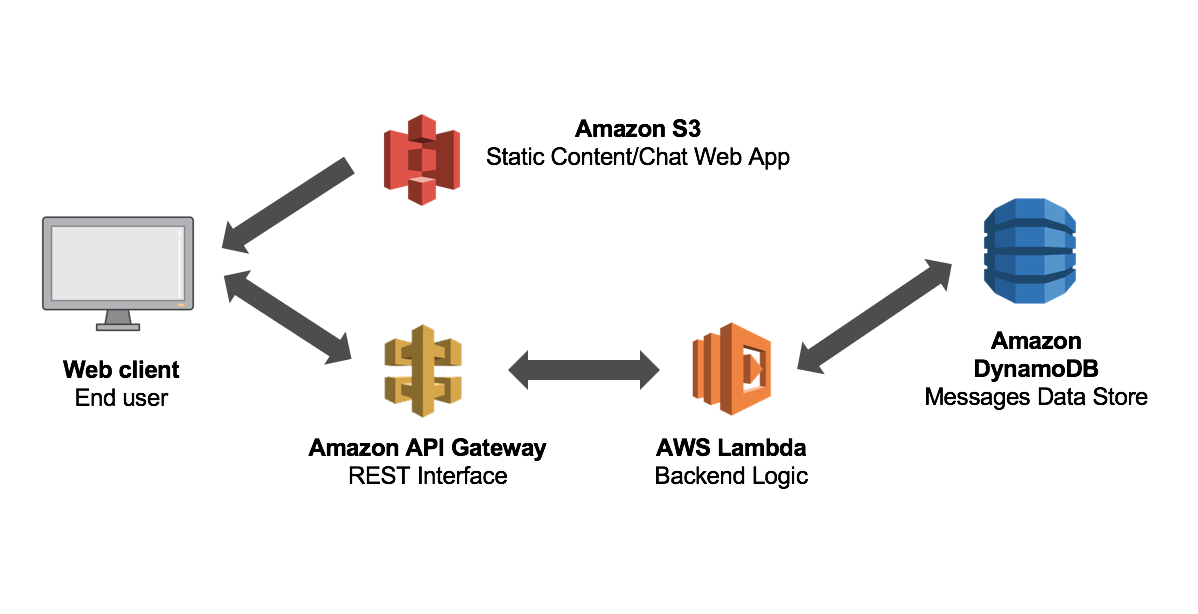 Amazon S3
Static Content/Chat Web App
Web client
End user
Amazon API Gateway
REST Interface
AWS Lambda
Backend Logic
Amazon
DynamoDB
Messages Data Store